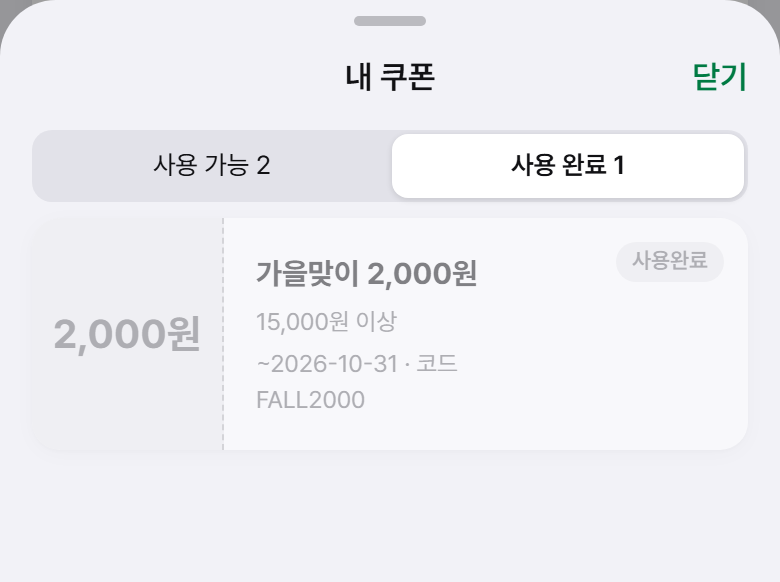 내 쿠폰
닫기
사용 가능 2
사용 완료 1
2,000원
가을맞이 2,000원
사용완료
15,000원 이상
~2026-10-31 · 코드
FALL2000